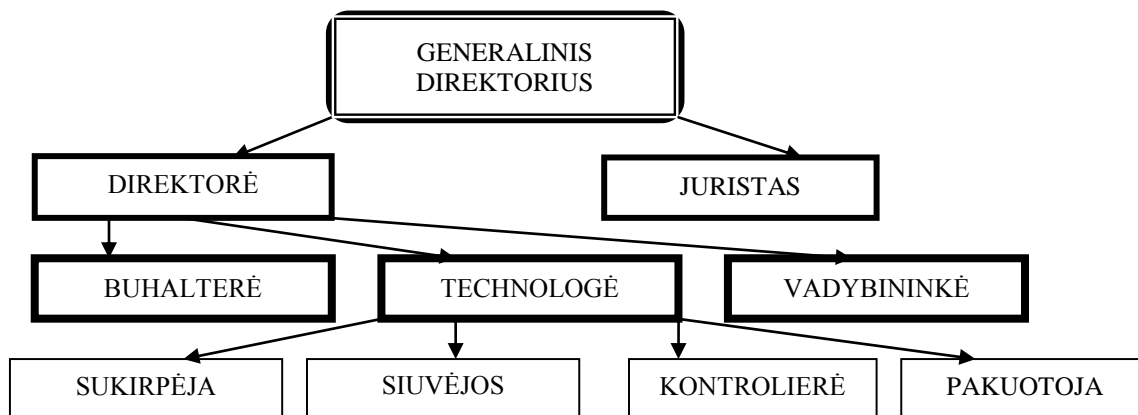 GENERALINIS
DIREKTORIUS
DIREKTORĖ
JURISTAS
BUHALTERĖ
TECHNOLOGĖ
VADYBININKĖ
SUKIRPĖJA
SIUVĖJOS
KONTROLIERĖ
PAKUOTOJA